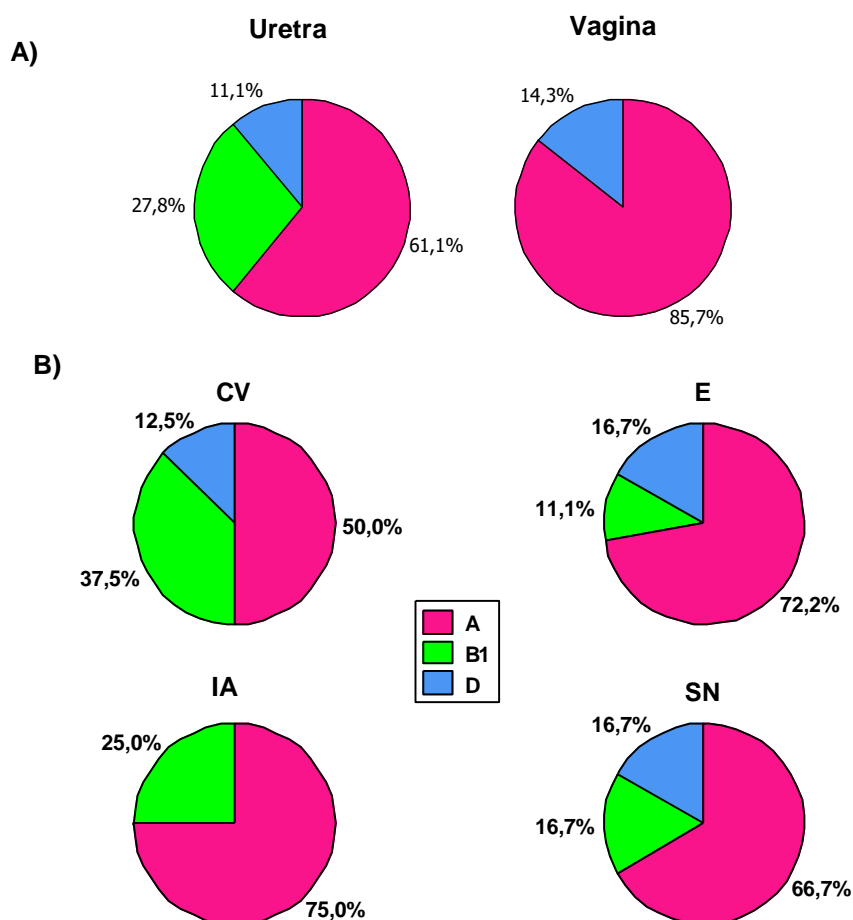 Uretra
Vagina
A)
11,1%
14,3%
27,8%
61,1%
85,7%
B)
CV
E
12,5%
16,7%
11,1%
50,0%
37,5%
72,2%
A
B1
D
IA
SN
25,0%
16,7%
16,7%
66,7%
75,0%